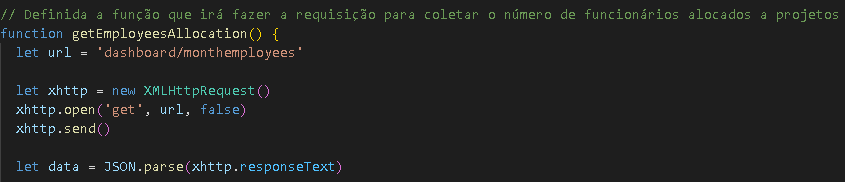 // Definida a função que irá fazer a requisição para coletar o número de funcionários alocados a projetos
function getEmployeesAllocation() {
let url = 'dashboard/monthemployees'
let xhttp = new XMLHttpRequest()
xhttp.open('get', url, false)
xhttp.send()
let data = JSON.parse(xhttp.responseText)